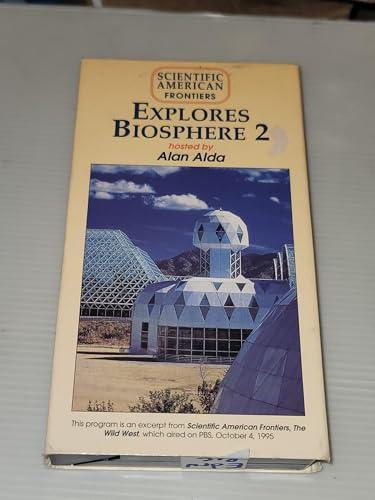 SCIENTIFIC
AMERICAN
FRONTIERS
EXPLORES
BIOSPHERE 2
hosted by
Alan Alda
This program is an excerpt from Scientific American Frontiers, The
Wild West, which aired on PBS, October 4, 1995